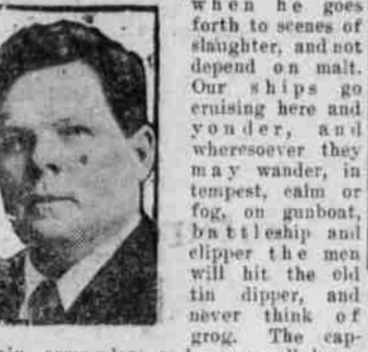 when he goes
forth to scenes of
slaughter, and not
depend on malt.
Our ships go
cruising here and
yonder, and
wheresoever they
may wander, in
tempest, calm or
fog, on gunboat,
battleship and
clipper the men
will hit the old
tin dipper, and
never think of
grog. The cap-